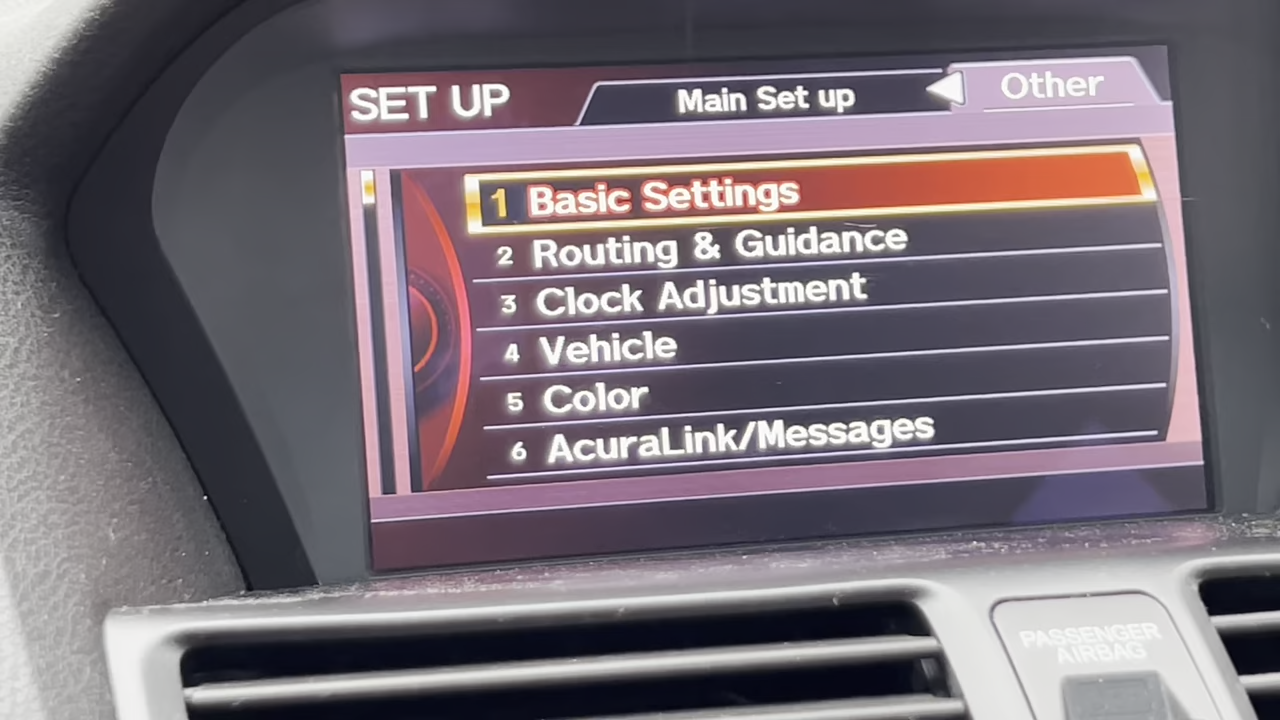 SET UP
Main Set up
Other
1 Basic Settings
2 Routing & Guidance
3 Clock Adjustment
4 Vehicle
5 Color
6 AcuraLink/Messages
PASSENGER
AIRBAG